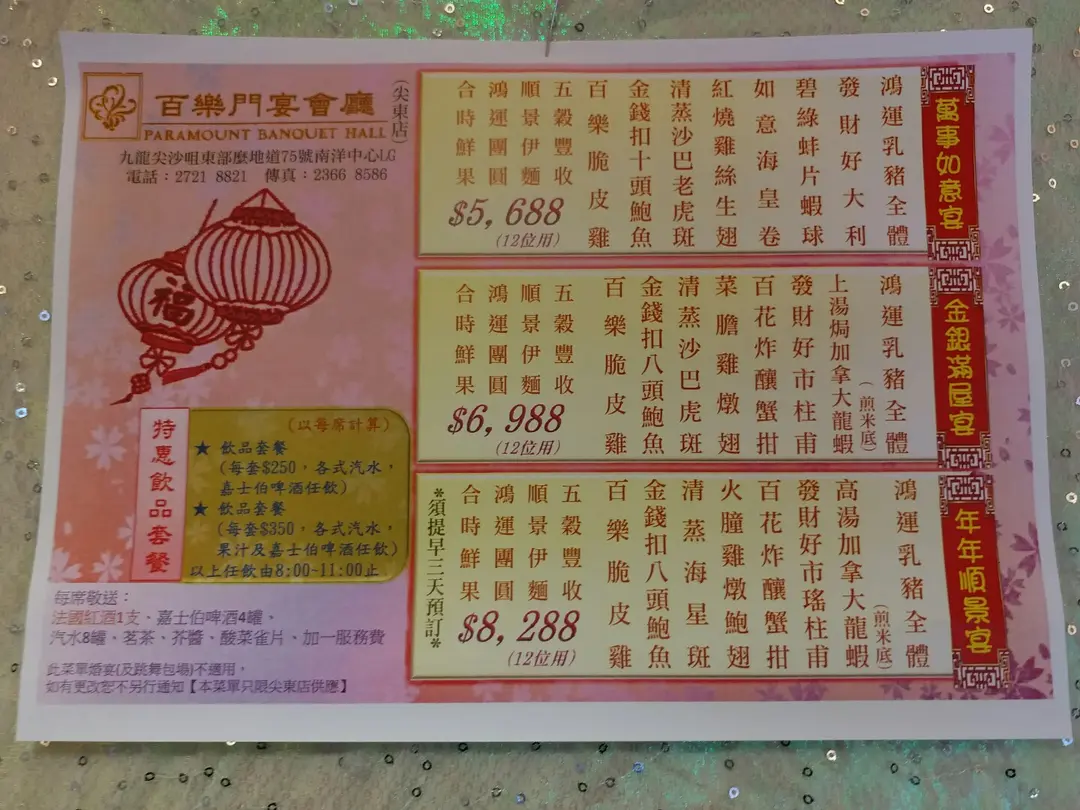 百樂門宴會廳
(尖東店)
PARAMOUNT BANQUET HALL
九龍尖沙咀東部麼地道75號南洋中心LG
電話：2721 8821 傳真：2366 8586
福
特惠飲品套餐
(以每席計算)
★ 飲品套餐
(每套$250，各式汽水，
嘉士伯啤酒任飲)
★ 飲品套餐
(每套$350，各式汽水，
果汁及嘉士伯啤酒任飲)
以上任飲由8:00~11:00止
每席敬送：
法國紅酒1支、嘉士伯啤酒4罐、
汽水8罐、茗茶、芥醬、酸菜雀片、加一服務費
此菜單婚宴(及跳舞包場)不適用，
如有更改恕不另行通知【本菜單只限尖東店供應】
萬事如意宴
鴻運乳豬全體
發財好大利
碧綠蚌片蝦球
如意海皇卷
紅燒雞絲生翅
清蒸沙巴老虎斑
金錢扣十頭鮑魚
百樂脆皮雞
五穀豐收
順景伊麵
鴻運團圓
合時鮮果
$5,688
(12位用)
金銀滿屋宴
鴻運乳豬全體
上湯焗加拿大龍蝦
(煎米底)
發財好市柱甫
百花炸釀蟹拑
菜膽雞燉翅
清蒸沙巴虎斑
金錢扣八頭鮑魚
百樂脆皮雞
五穀豐收
順景伊麵
鴻運團圓
合時鮮果
$6,988
(12位用)
年年順景宴
鴻運乳豬全體
高湯加拿大龍蝦
(煎米底)
發財好市瑤柱甫
百花炸釀蟹拑
火朣雞燉鮑翅
清蒸海星斑
金錢扣八頭鮑魚
百樂脆皮雞
五穀豐收
順景伊麵
鴻運團圓
合時鮮果
$8,288
(12位用)
*須提早三天預訂*